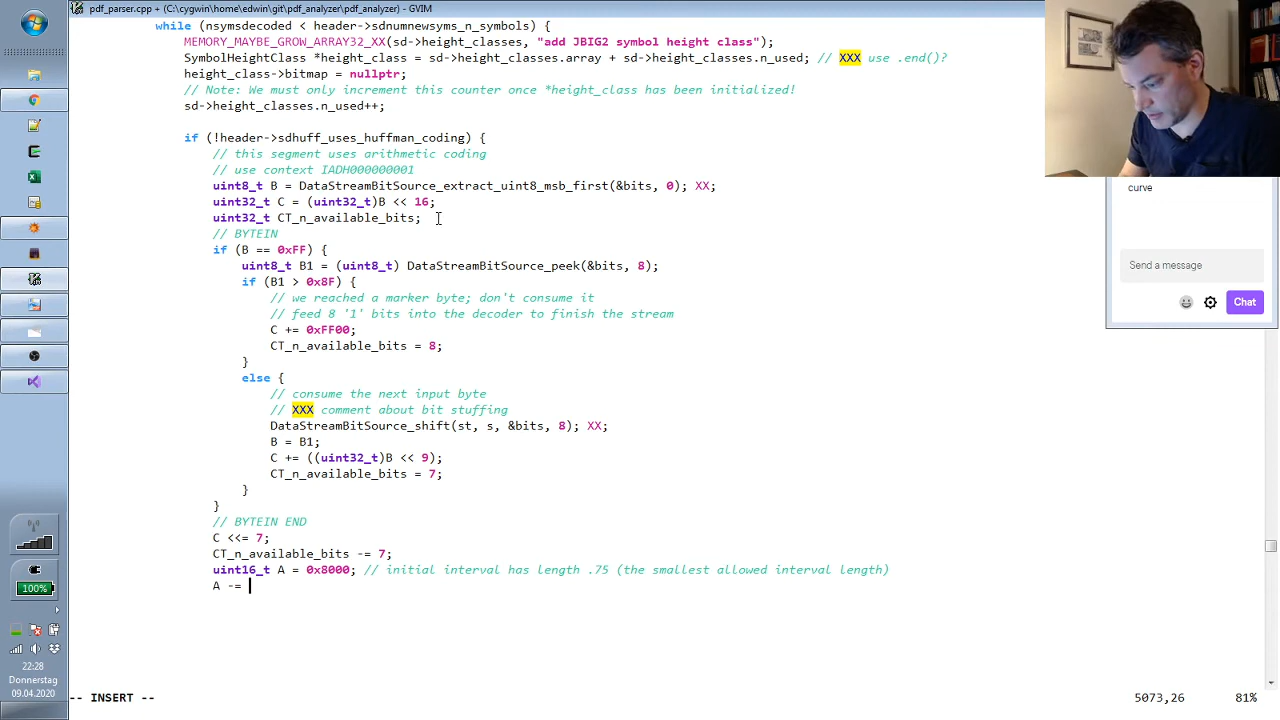 pdf_parser.cpp + (C:\cygwin\home\edwin\git\pdf_analyzer\pdf_analyzer) - GVIM
while (nsymsdecoded < header->sdnumnewsyms_n_symbols) {
MEMORY_MAYBE_GROW_ARRAY32_XX(sd->height_classes, "add JBIG2 symbol height class");
SymbolHeightClass *height_class = sd->height_classes.array + sd->height_classes.n_used; // XXX use .end()?
height_class->bitmap = nullptr;
// Note: We must only increment this counter once *height_class has been initialized!
sd->height_classes.n_used++;
if (!header->sdhuff_uses_huffman_coding) {
// this segment uses arithmetic coding
// use context IADH000000001
uint8_t B = DataStreamBitSource_extract_uint8_msb_first(&bits, 0); XX;
uint32_t C = (uint32_t)B << 16;
uint32_t CT_n_available_bits;
// BYTEIN
if (B == 0xFF) {
uint8_t B1 = (uint8_t) DataStreamBitSource_peek(&bits, 8);
if (B1 > 0x8F) {
// we reached a marker byte; don't consume it
// feed 8 '1' bits into the decoder to finish the stream
C += 0xFF00;
CT_n_available_bits = 8;
}
else {
// consume the next input byte
// XXX comment about bit stuffing
DataStreamBitSource_shift(st, s, &bits, 8); XX;
B = B1;
C += ((uint32_t)B << 9);
CT_n_available_bits = 7;
}
}
// BYTEIN END
C <<= 7;
CT_n_available_bits -= 7;
uint16_t A = 0x8000; // initial interval has length .75 (the smallest allowed interval length)
A -=
-- INSERT --
5073,26
81%
curve
Send a message
Chat
100%
22:28
Donnerstag
09.04.2020